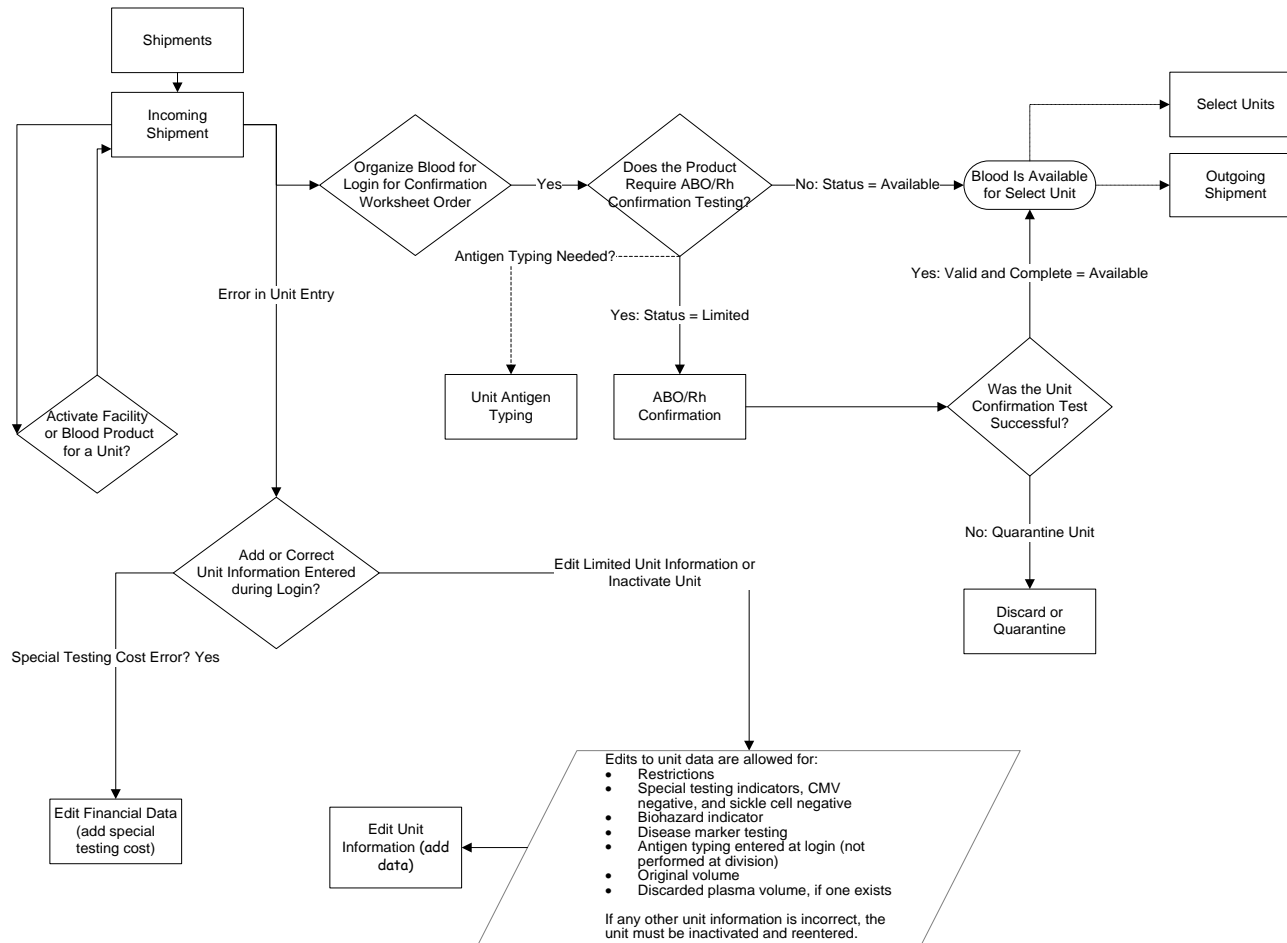 Shipments
Incoming
Shipment
Organize Blood for
Login for Confirmation
Worksheet Order
Yes
Does the Product
Require ABO/Rh
Confirmation Testing?
No: Status = Available
Blood Is Available
for Select Unit
Select Units
Outgoing
Shipment
Antigen Typing Needed?
Error in Unit Entry
Yes: Status = Limited
Yes: Valid and Complete = Available
Activate Facility
or Blood Product
for a Unit?
Unit Antigen
Typing
ABO/Rh
Confirmation
Was the Unit
Confirmation Test
Successful?
No: Quarantine Unit
Discard or
Quarantine
Add or Correct
Unit Information Entered
during Login?
Edit Limited Unit Information or
Inactivate Unit
Special Testing Cost Error? Yes
Edit Financial Data
(add special
testing cost)
Edit Unit
Information (add
data)
Edits to unit data are allowed for:
• Restrictions
• Special testing indicators, CMV
negative, and sickle cell negative
• Biohazard indicator
• Disease marker testing
• Antigen typing entered at login (not
performed at division)
• Original volume
• Discarded plasma volume, if one exists
If any other unit information is incorrect, the
unit must be inactivated and reentered.